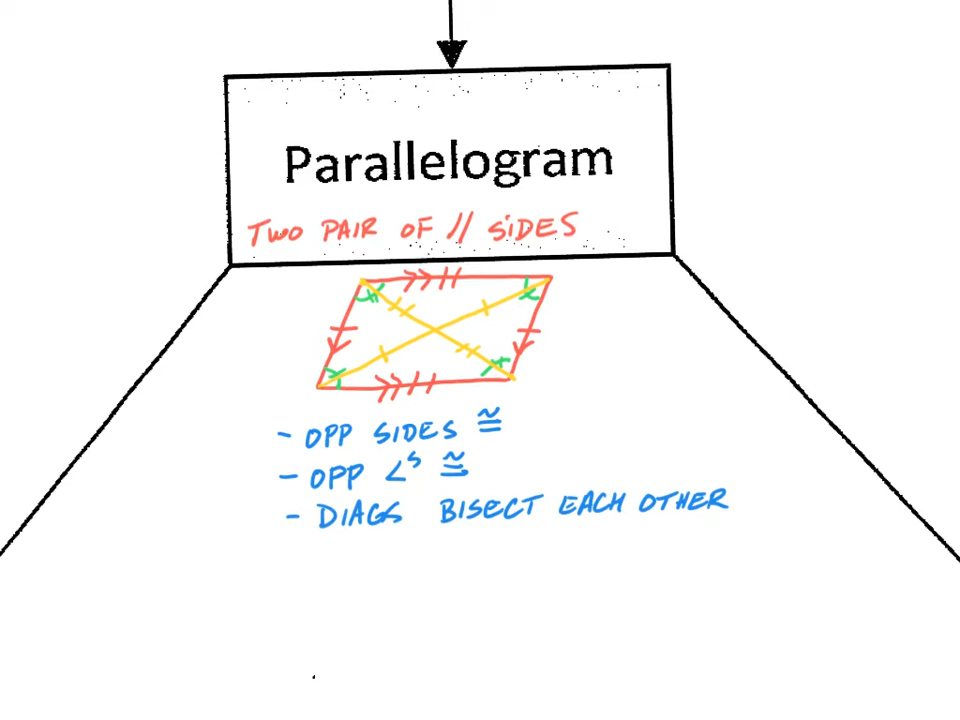 Parallelogram
TWO PAIR OF // SIDES
- OPP SIDES ≅
- OPP ∠S ≅
- DIAGS BISECT EACH OTHER